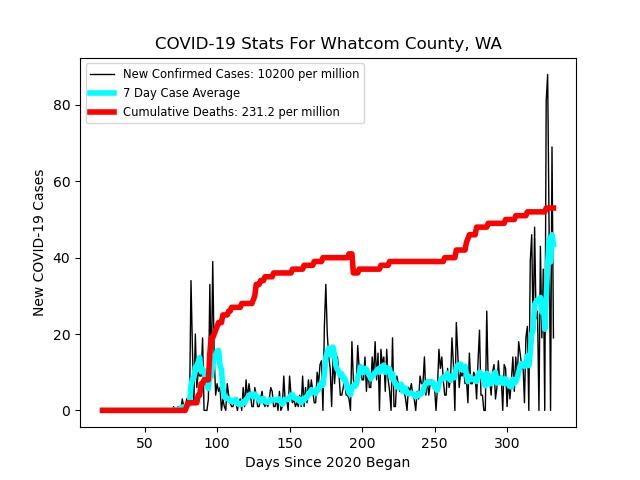 COVID-19 Stats For Whatcom County, WA
New Confirmed Cases: 10200 per million
7 Day Case Average
Cumulative Deaths: 231.2 per million
New COVID-19 Cases
80
60
40
20
0
50 100 150 200 250 300
Days Since 2020 Began